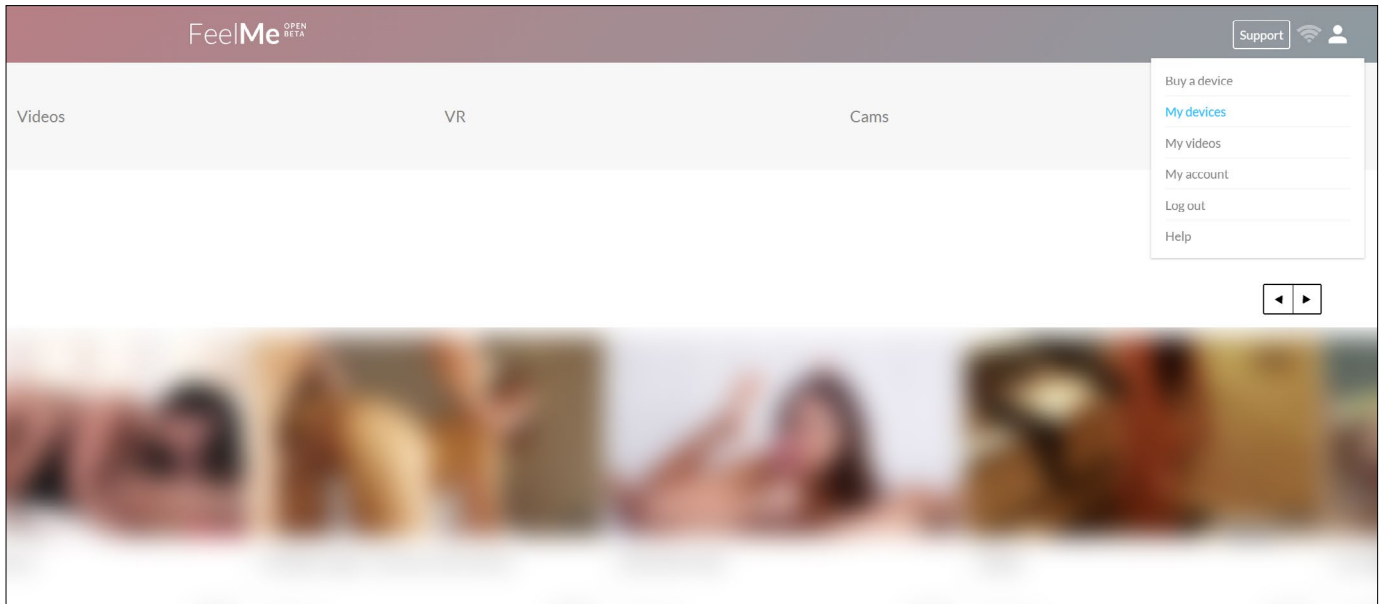 FeelMe OPEN BETA
Support
Buy a device
My devices
My videos
My account
Log out
Help
Videos
VR
Cams